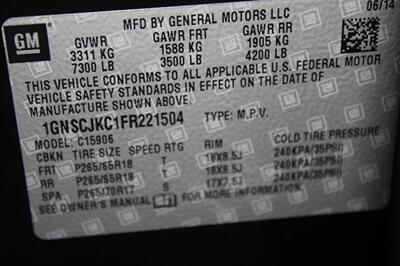 MFD BY GENERAL MOTORS LLC 06/14
GM
GVWR GAWR FRT GAWR RR
3311 KG 1588 KG 1905 KG
7300 LB 3500 LB 4200 LB
THIS VEHICLE CONFORMS TO ALL APPLICABLE U.S. FEDERAL MOTOR
VEHICLE SAFETY STANDARDS IN EFFECT ON THE DATE OF
MANUFACTURE SHOWN ABOVE.
1GNSCJKC1FR221504 TYPE: M.P.V.
MODEL: C15906
CBKN TIRE SIZE SPEED RTG RIM COLD TIRE PRESSURE
FRT P265/65R18 T 18X8.5J 240KPA(35PSI)
RR P265/65R18 T 18X8.5J 240KPA(35PSI)
SPA P265/70R17 S 17X7.5J 240KPA(35PSI)
SEE OWNER'S MANUAL FOR ADDITIONAL INFORMATION.